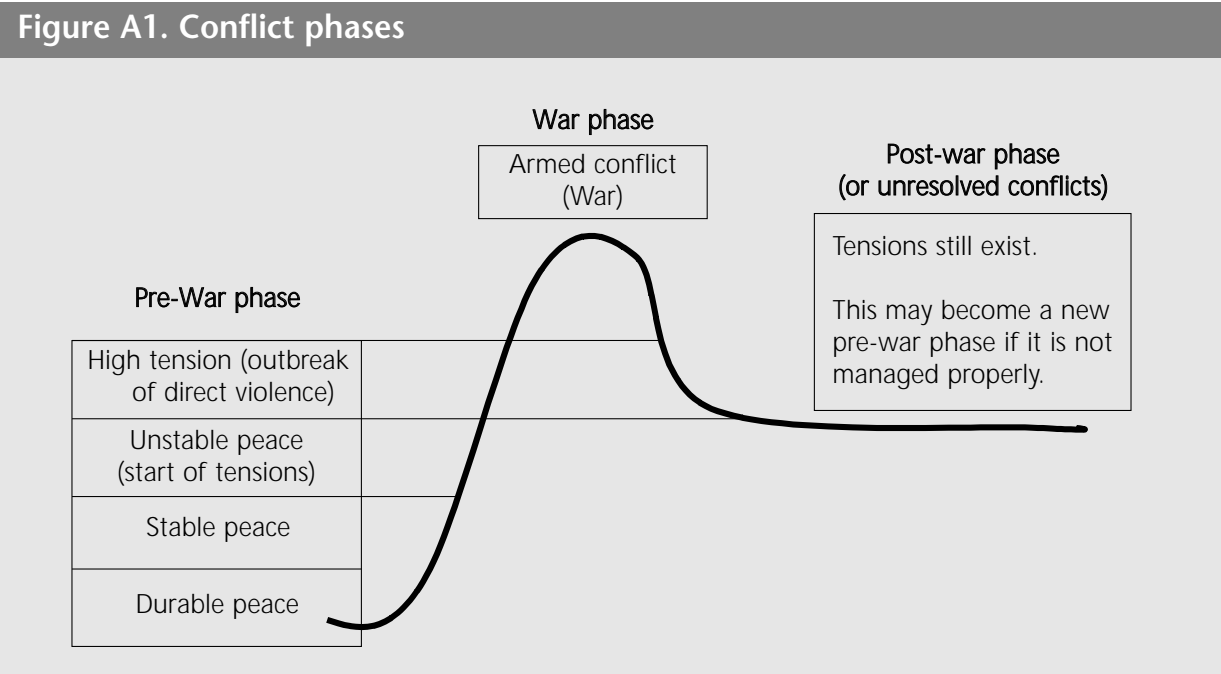 Figure A1. Conflict phases
War phase
Armed conflict
(War)
Post-war phase
(or unresolved conflicts)
Tensions still exist.
This may become a new
pre-war phase if it is not
managed properly.
Pre-War phase
High tension (outbreak
of direct violence)
Unstable peace
(start of tensions)
Stable peace
Durable peace